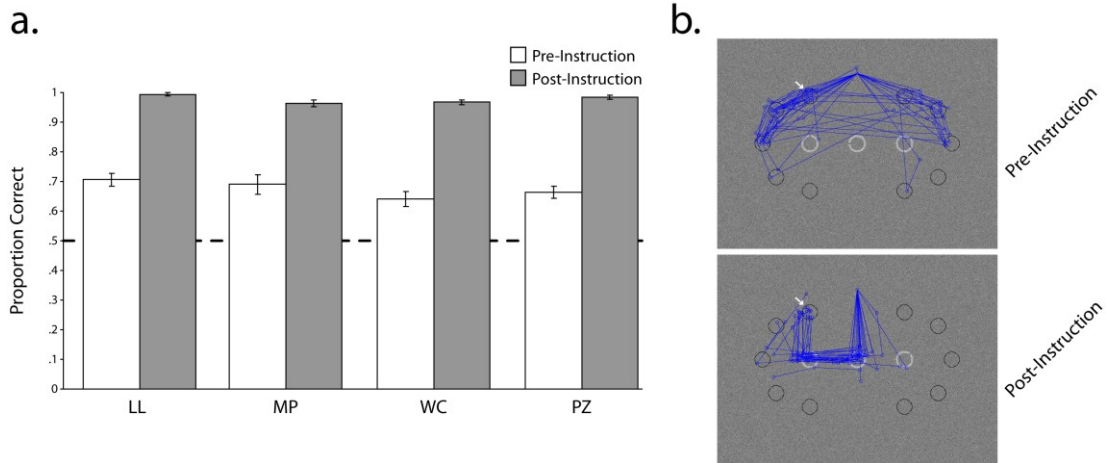 a.
Pre-Instruction
Post-Instruction
Proportion Correct
1
.9
.8
.7
.6
.5
.4
.3
.2
.1
0
LL MP WC PZ
b.
Pre-Instruction
Post-Instruction